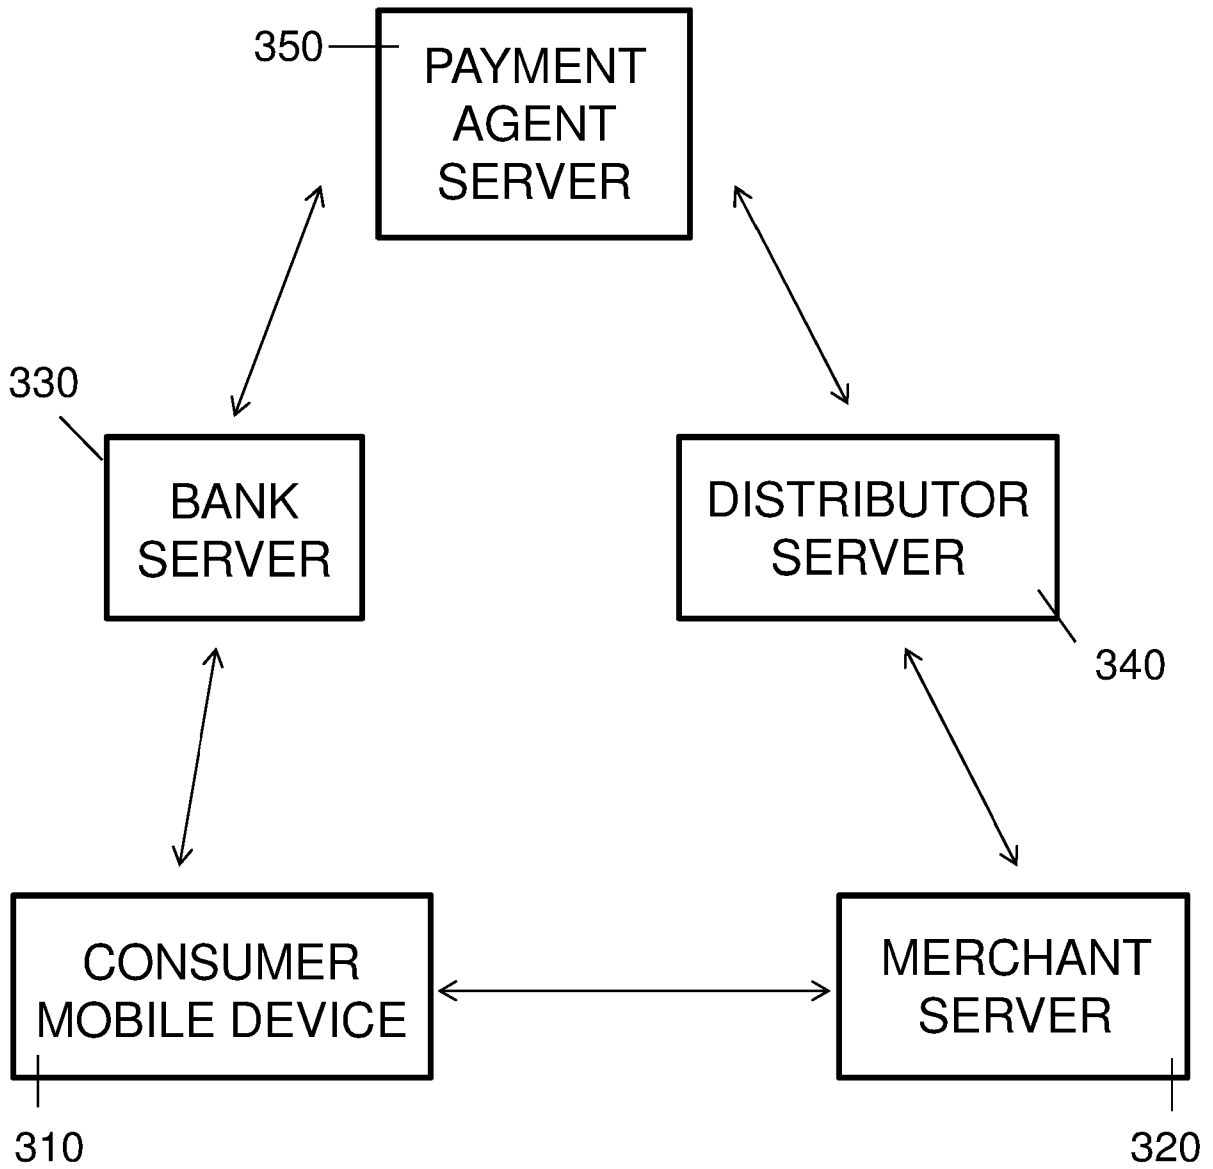 350
PAYMENT
AGENT
SERVER
330
BANK
SERVER
DISTRIBUTOR
SERVER
340
CONSUMER
MOBILE DEVICE
MERCHANT
SERVER
310
320